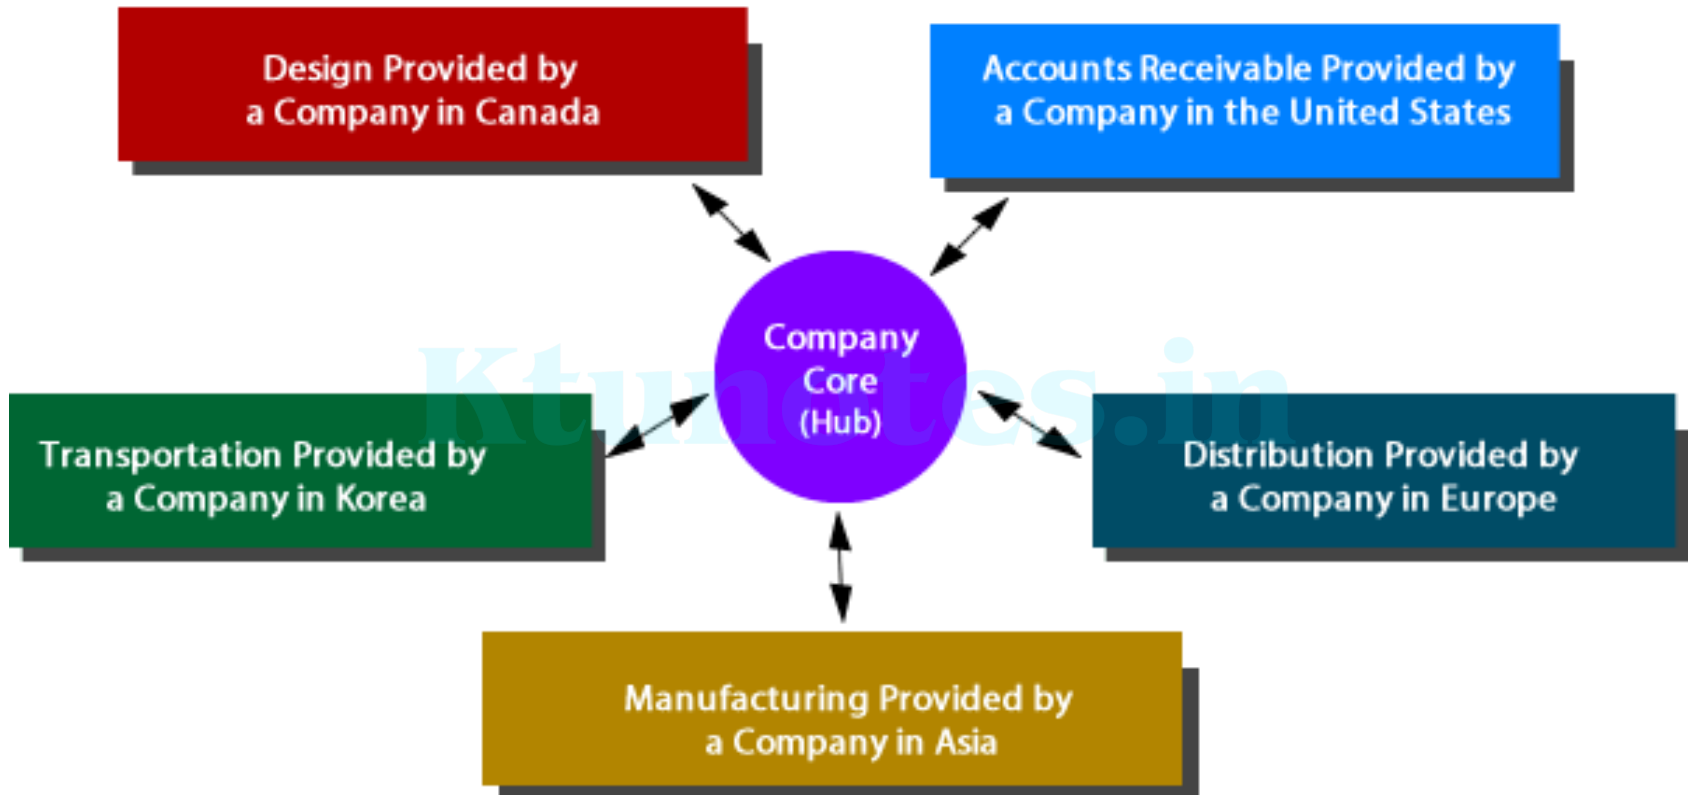 Design Provided by
a Company in Canada
Accounts Receivable Provided by
a Company in the United States
Company
Core
(Hub)
Ktunotes.in
Transportation Provided by
a Company in Korea
Distribution Provided by
a Company in Europe
Manufacturing Provided by
a Company in Asia